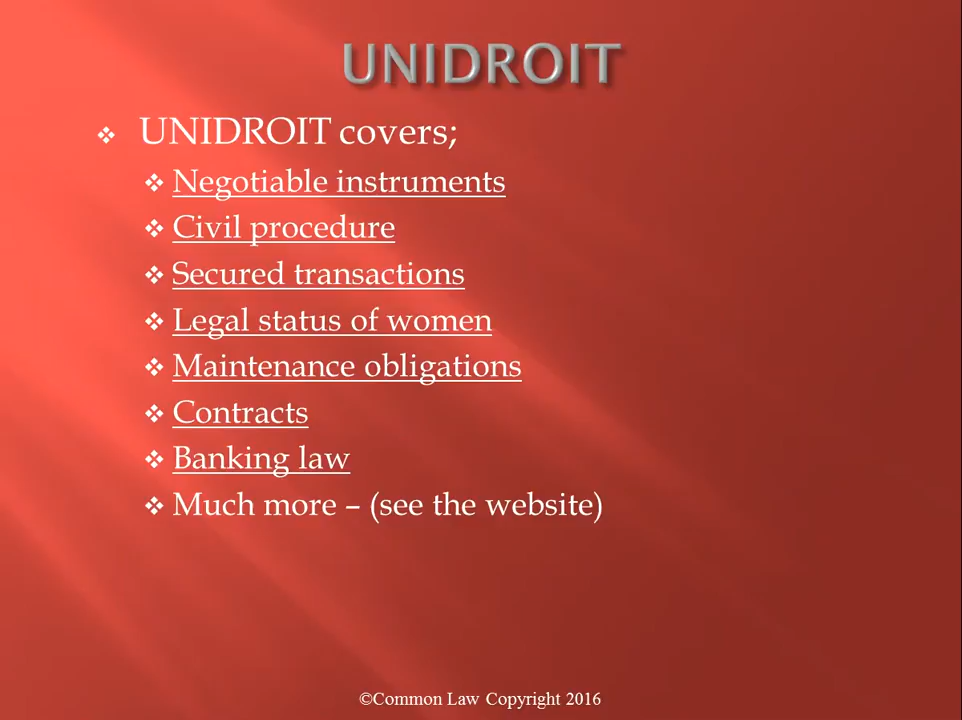 UNIDROIT
❖ UNIDROIT covers;
❖ Negotiable instruments
❖ Civil procedure
❖ Secured transactions
❖ Legal status of women
❖ Maintenance obligations
❖ Contracts
❖ Banking law
❖ Much more – (see the website)
©Common Law Copyright 2016